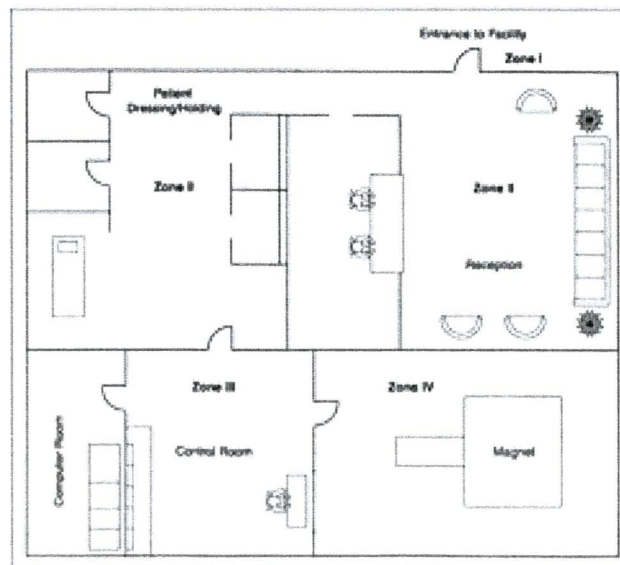 Entrance to Facility
Zone I
Patient
Dressing/Holding
Zone II
Zone II
Reception
Zone III
Zone IV
Computer Room
Control Room
Magnet